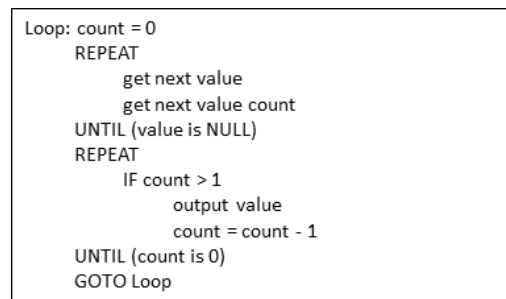 Loop: count = 0
REPEAT
get next value
get next value count
UNTIL (value is NULL)
REPEAT
IF count > 1
output value
count = count - 1
UNTIL (count is 0)
GOTO Loop